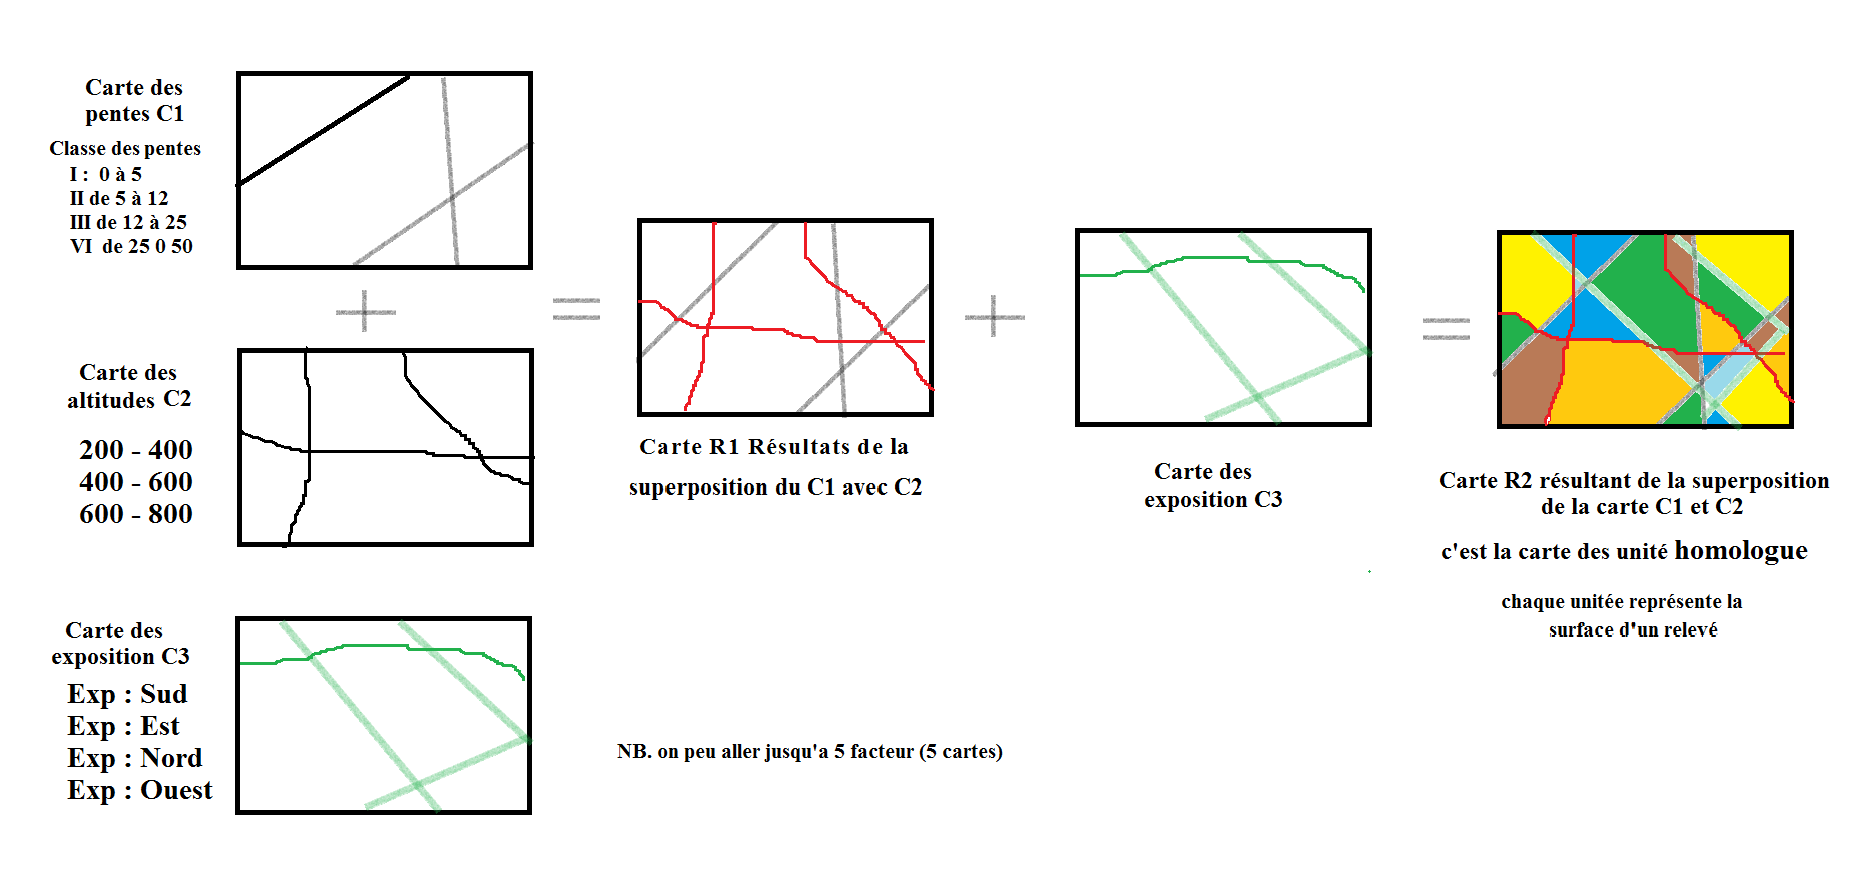 Carte des
pentes C1
Classe des pentes
I : 0 à 5
II de 5 à 12
III de 12 à 25
VI de 25 0 50
Carte des
altitudes C2
200 - 400
400 - 600
600 - 800
Carte des
exposition C3
Exp : Sud
Exp : Est
Exp : Nord
Exp : Ouest
Carte R1 Résultats de la
superposition du C1 avec C2
Carte des
exposition C3
Carte R2 résultant de la superposition
de la carte C1 et C2
c'est la carte des unité homologue
chaque unitée représente la
surface d'un relevé
NB. on peu aller jusqu'a 5 facteur (5 cartes)